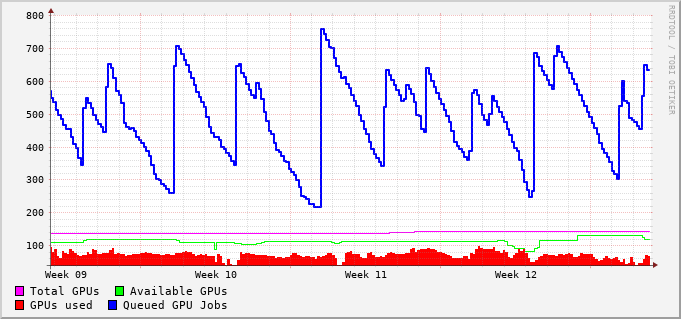 800
700
600
500
400
300
200
100
Week 09 Week 10 Week 11 Week 12
Total GPUs Available GPUs
GPUs used Queued GPU Jobs
RRDTOOL / TOBI OETIKER